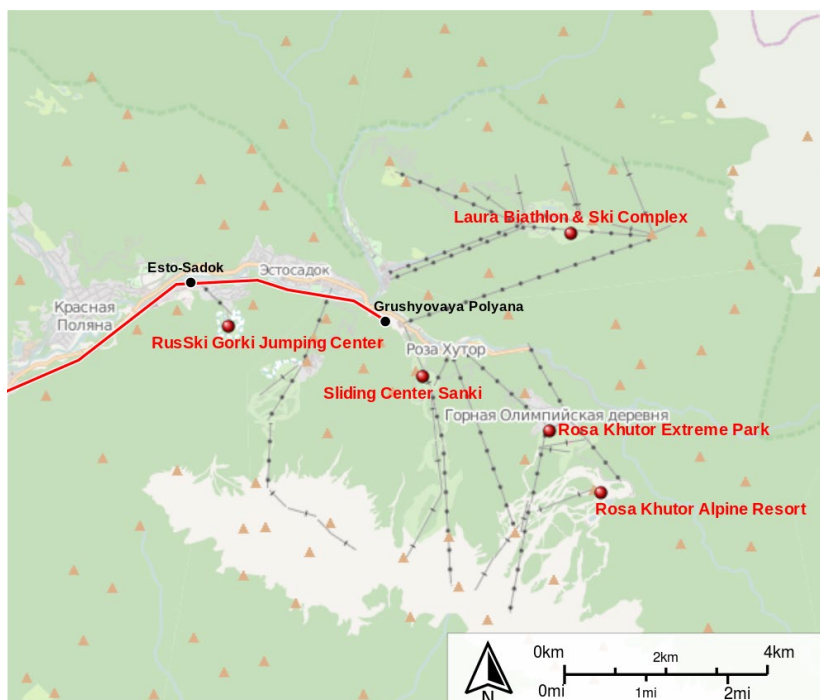 Laura Biathlon & Ski Complex
Esto-Sadok
Эстосадок
Красная
Поляна
Grushyovaya Polyana
RusSki Gorki Jumping Center
Роза Хутор
Sliding Center Sanki
Горная Олимпийская деревня
Rosa Khutor Extreme Park
Rosa Khutor Alpine Resort
N
0km
2km
4km
0mi
1mi
2mi